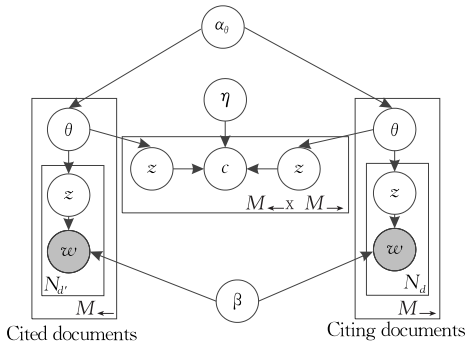 α_θ
η
θ
θ
z
c
z
z
z
M← x M→
w
w
N_d'
N_d
β
M←
M→
Cited documents
Citing documents